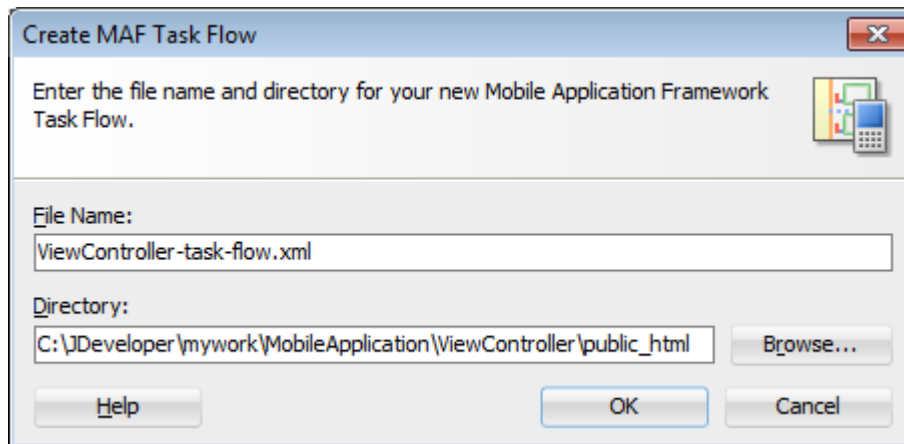 Create MAF Task Flow
Enter the file name and directory for your new Mobile Application Framework
Task Flow.
File Name:
ViewController-task-flow.xml
Directory:
C:\JDeveloper\mywork\MobileApplication\ViewController\public_html
Browse...
Help
OK
Cancel